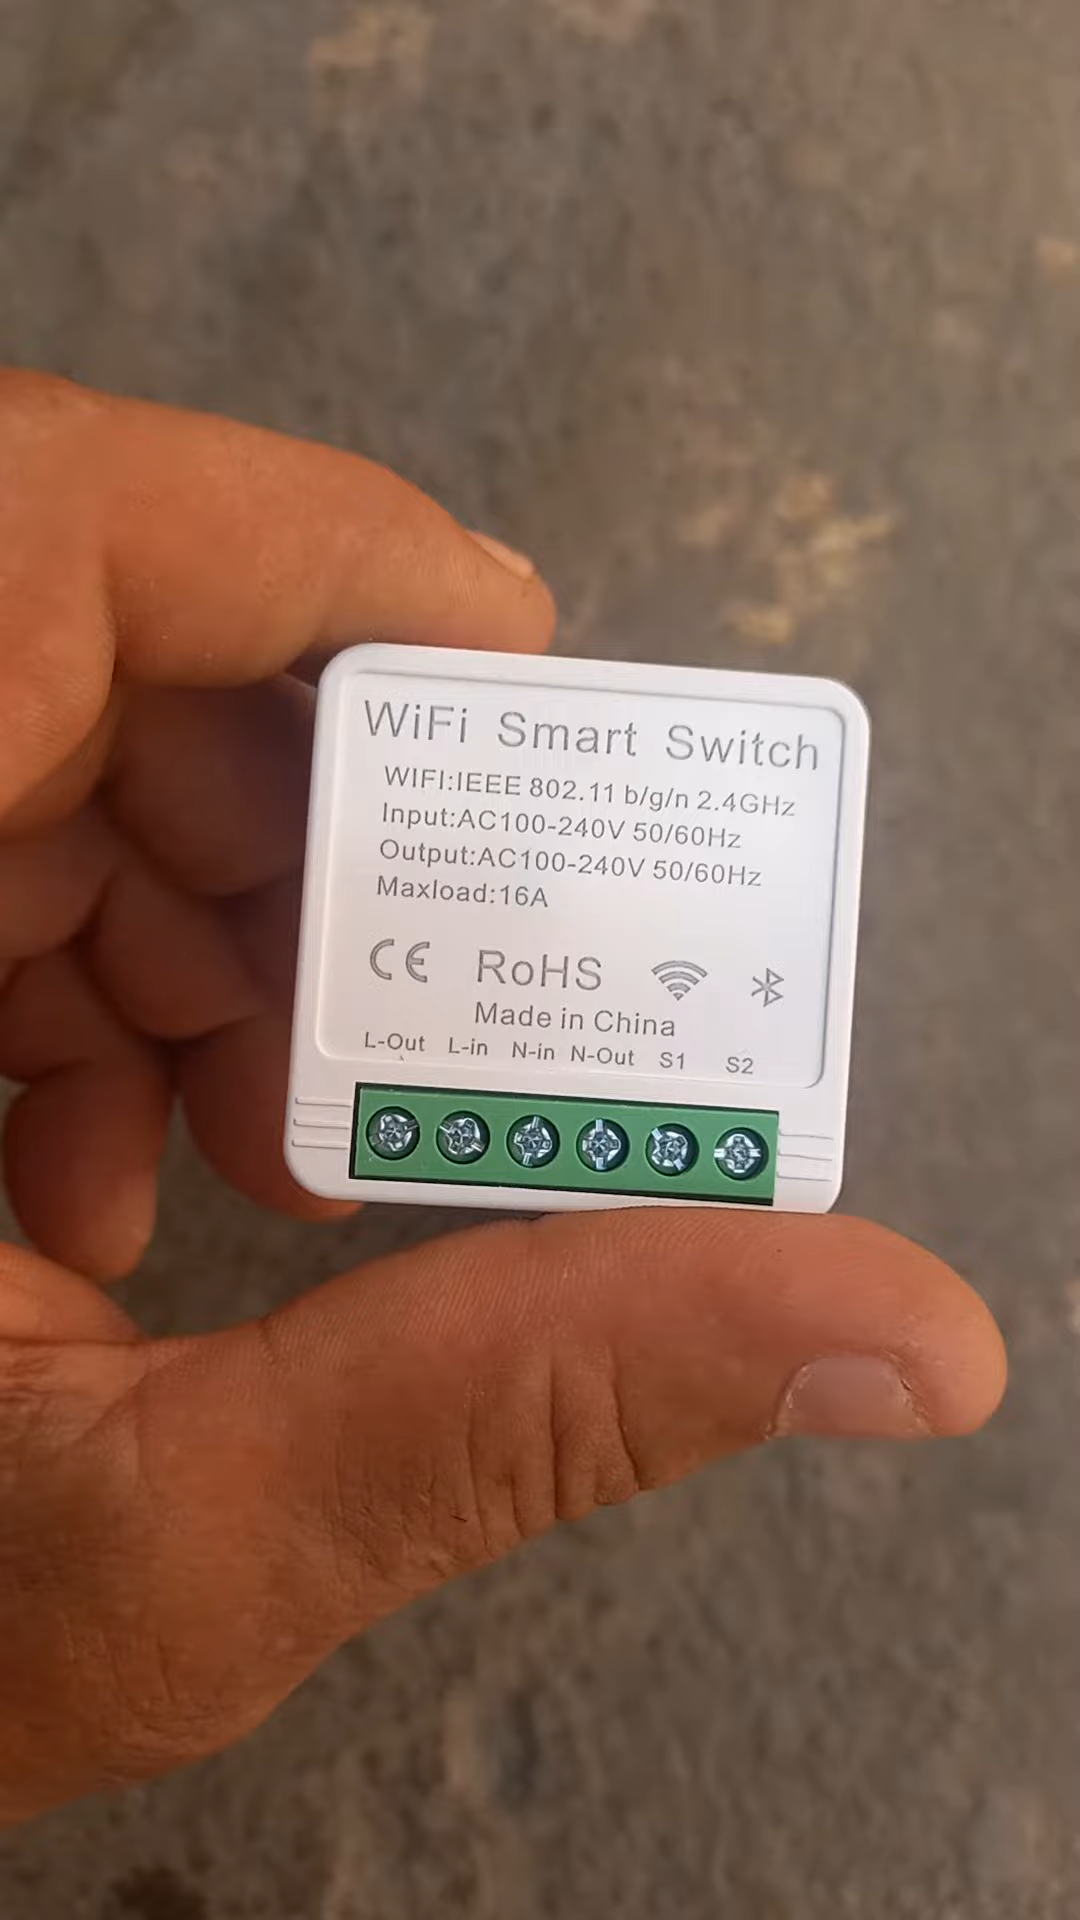 WiFi Smart Switch
WIFI:IEEE 802.11 b/g/n 2.4GHz
Input:AC100-240V 50/60Hz
Output:AC100-240V 50/60Hz
Maxload:16A
CE RoHS
Made in China
L-Out L-in N-in N-Out S1 S2